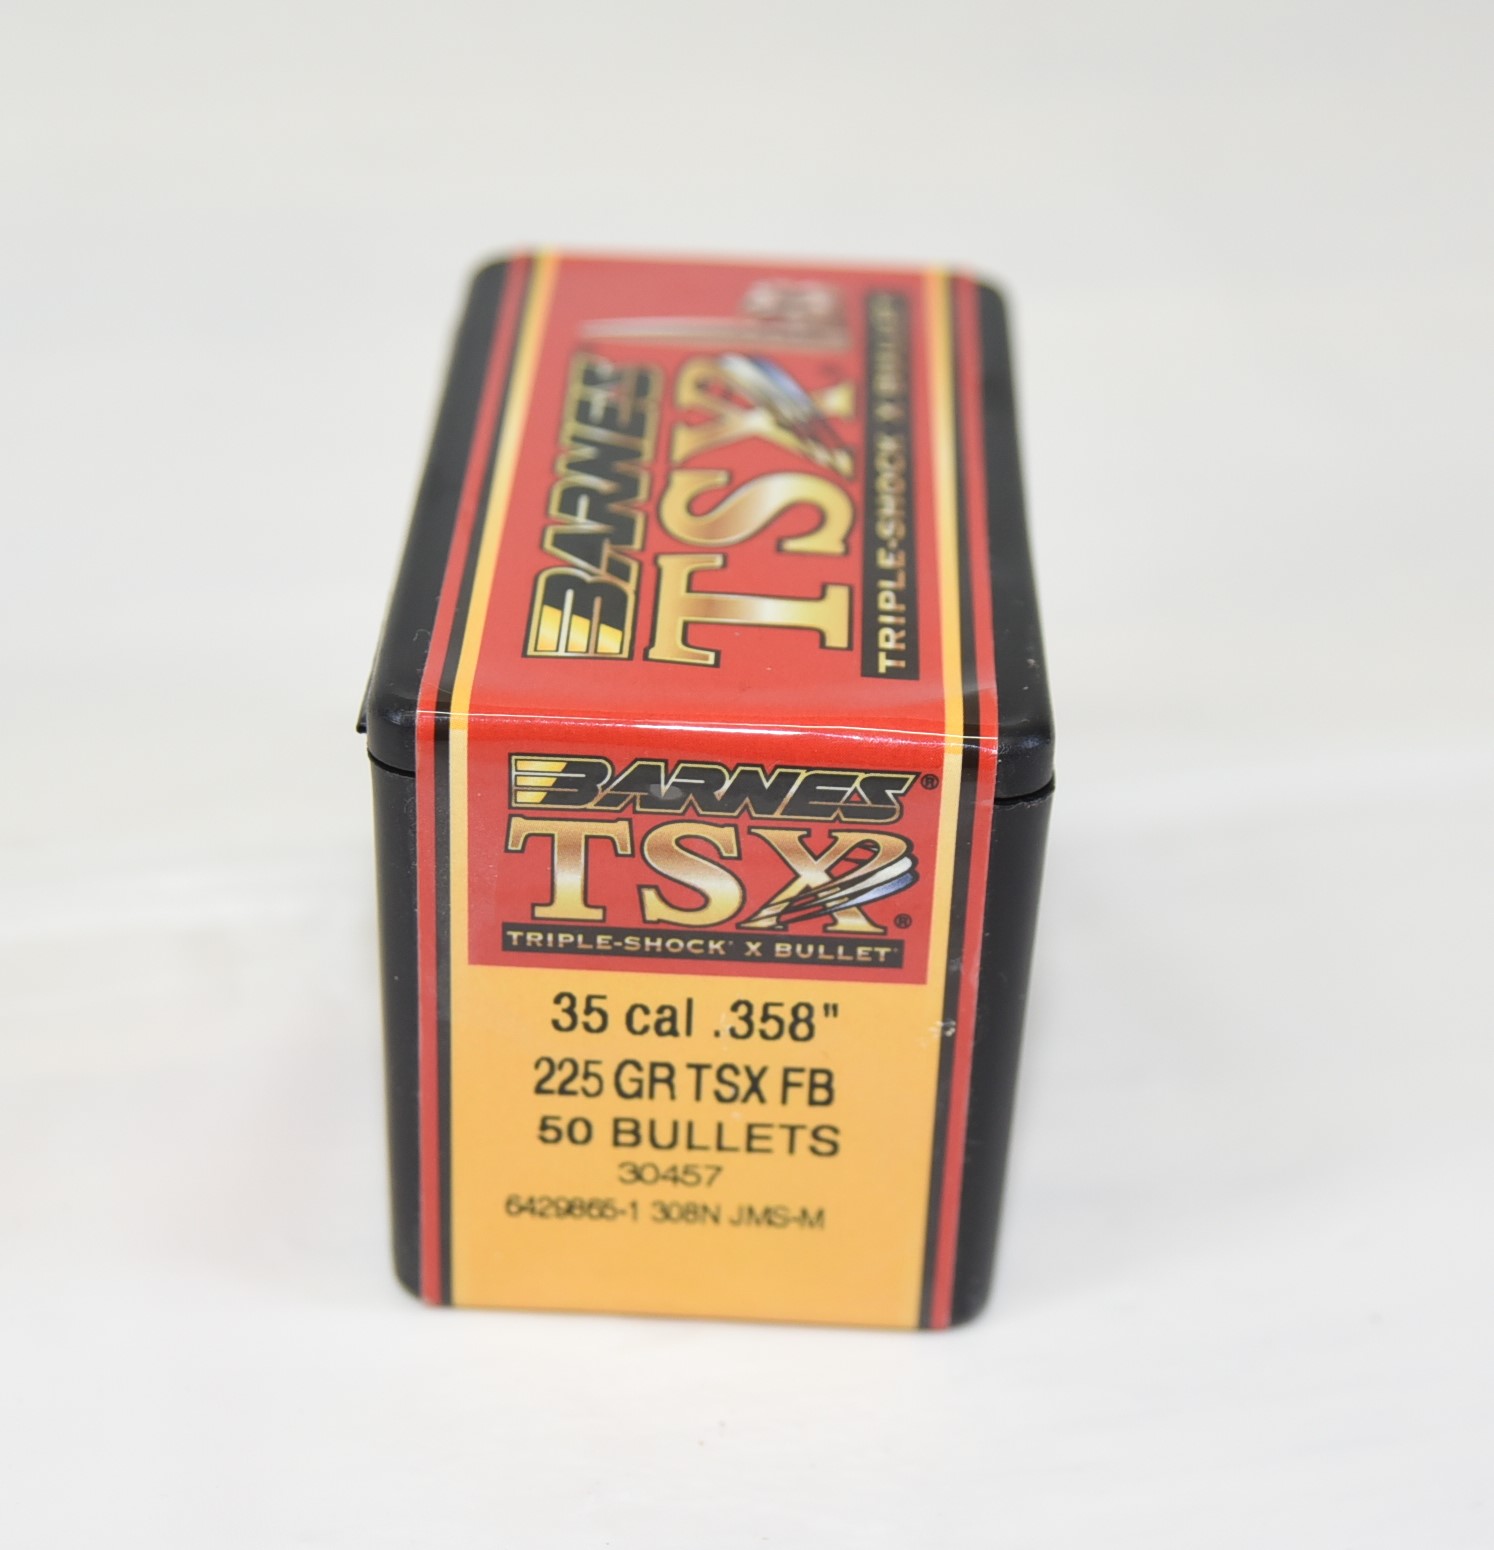 BARNES
TSX
TRIPLE-SHOCK X BULLET
BARNES®
TSX®
TRIPLE-SHOCK® X BULLET™
35 cal .358"
225 GR TSX FB
50 BULLETS
30457
6429865-1 308N JMS-M